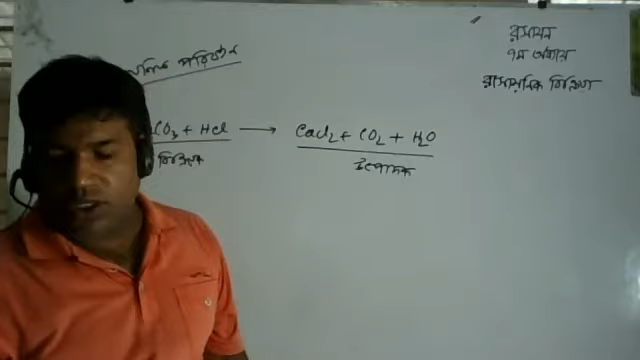 রসায়ন
৭ম অধ্যায়
রাসায়নিক বিক্রিয়া
পরিবর্তন
CO₃ + HCl → CaCl₂ + CO₂ + H₂O
বিক্রিয়ক উৎপাদক